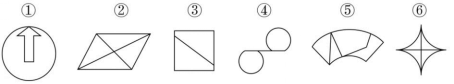 ① ② ③ ④ ⑤ ⑥